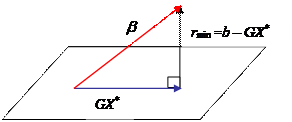 β
r_min = b – GX*
GX*